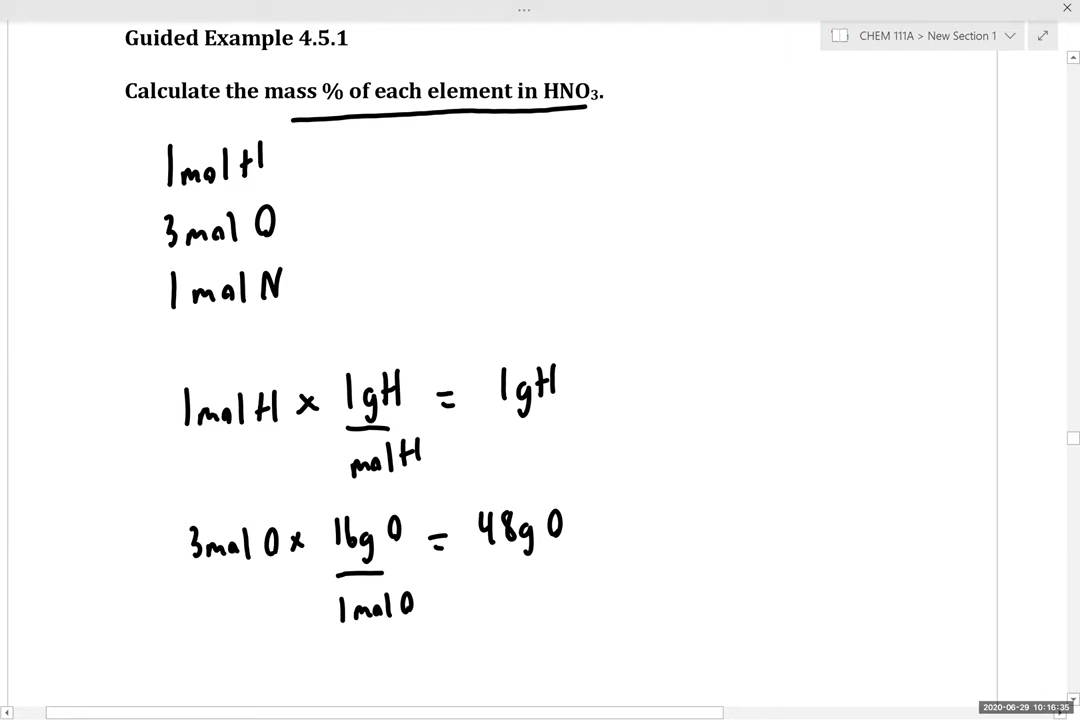 ...
CHEM 111A > New Section 1
Guided Example 4.5.1
Calculate the mass % of each element in HNO₃.
1 mol H
3 mol O
1 mol N
1 mol H × 1gH = 1gH
mol H
3 mol O × 16g O = 48g O
1 mol O
2020-06-29 10:16:35